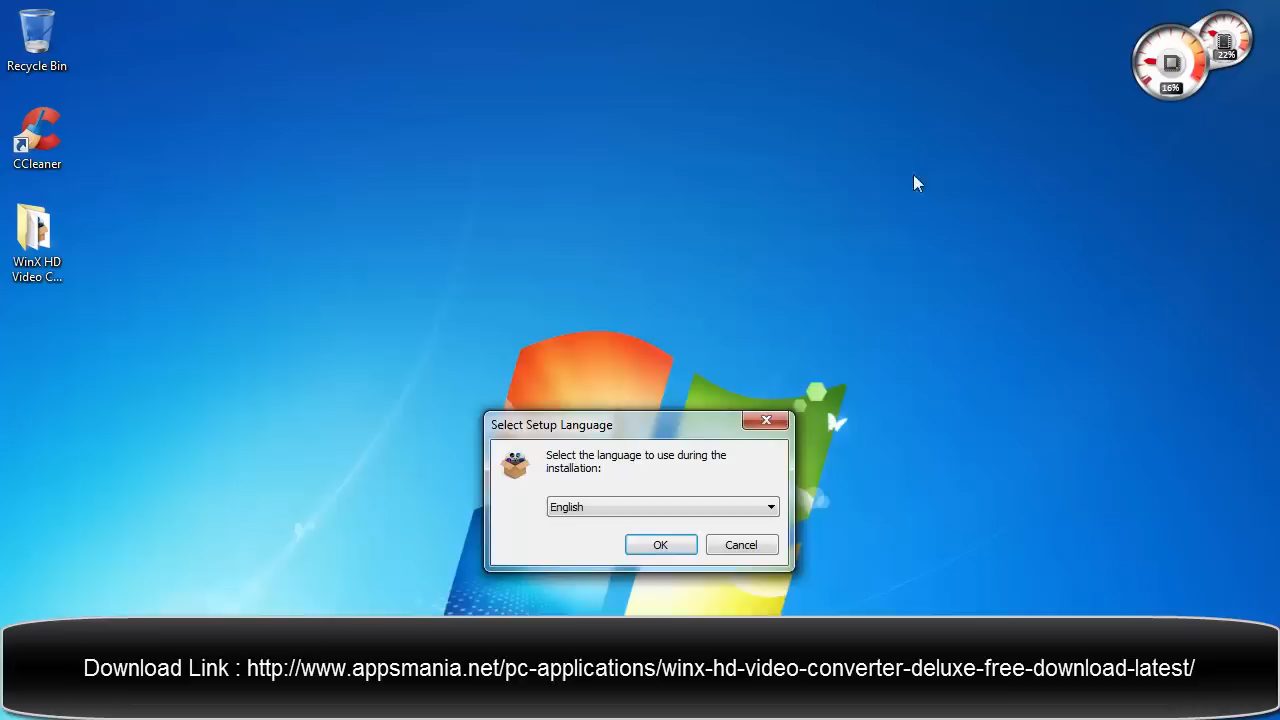 Recycle Bin
22%
16%
CCleaner
WinX HD
Video C...
Select Setup Language
Select the language to use during the
installation:
English
OK
Cancel
Download Link : http://www.appsmania.net/pc-applications/winx-hd-video-converter-deluxe-free-download-latest/